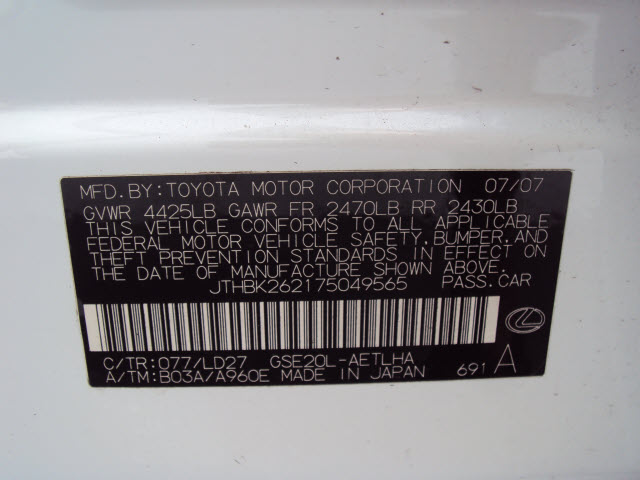 MFD. BY: TOYOTA MOTOR CORPORATION 07/07
GVWR 4425LB GAWR FR 2470LB RR 2430LB
THIS VEHICLE CONFORMS TO ALL APPLICABLE
FEDERAL MOTOR VEHICLE SAFETY, BUMPER, AND
THEFT PREVENTION STANDARDS IN EFFECT ON
THE DATE OF MANUFACTURE SHOWN ABOVE.
JTHBK262175049565 PASS. CAR
C/TR: 077/LD27 GSE20L-AETLHA
A/TM: B03A/A960E MADE IN JAPAN 691 A